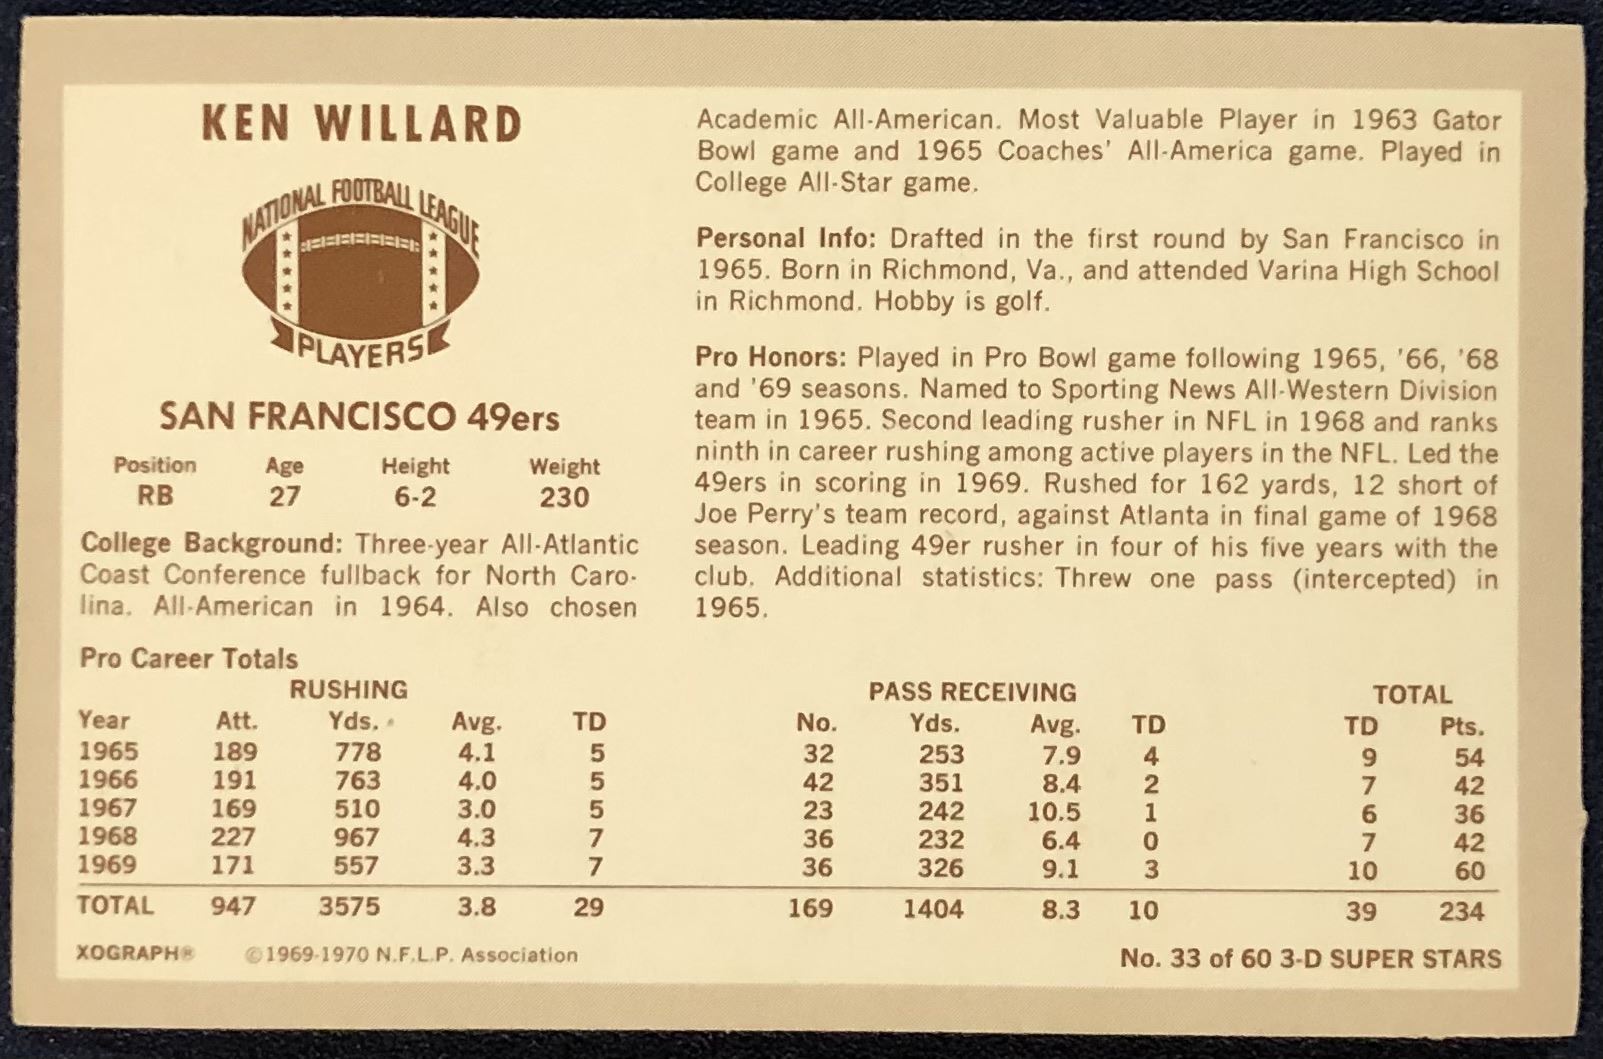 KEN WILLARD
NATIONAL FOOTBALL LEAGUE
PLAYERS
SAN FRANCISCO 49ers
Position Age Height Weight
RB 27 6-2 230
College Background: Three-year All-Atlantic
Coast Conference fullback for North Caro-
lina. All-American in 1964. Also chosen
Academic All-American. Most Valuable Player in 1963 Gator
Bowl game and 1965 Coaches' All-America game. Played in
College All-Star game.
Personal Info: Drafted in the first round by San Francisco in
1965. Born in Richmond, Va., and attended Varina High School
in Richmond. Hobby is golf.
Pro Honors: Played in Pro Bowl game following 1965, '66, '68
and '69 seasons. Named to Sporting News All-Western Division
team in 1965. Second leading rusher in NFL in 1968 and ranks
ninth in career rushing among active players in the NFL. Led the
49ers in scoring in 1969. Rushed for 162 yards, 12 short of
Joe Perry's team record, against Atlanta in final game of 1968
season. Leading 49er rusher in four of his five years with the
club. Additional statistics: Threw one pass (intercepted) in
1965.
Pro Career Totals
RUSHING PASS RECEIVING TOTAL
Year Att. Yds. Avg. TD No. Yds. Avg. TD TD Pts.
1965 189 778 4.1 5 32 253 7.9 4 9 54
1966 191 763 4.0 5 42 351 8.4 2 7 42
1967 169 510 3.0 5 23 242 10.5 1 6 36
1968 227 967 4.3 7 36 232 6.4 0 7 42
1969 171 557 3.3 7 36 326 9.1 3 10 60
TOTAL 947 3575 3.8 29 169 1404 8.3 10 39 234
XOGRAPH® ©1969-1970 N.F.L.P. Association No. 33 of 60 3-D SUPER STARS